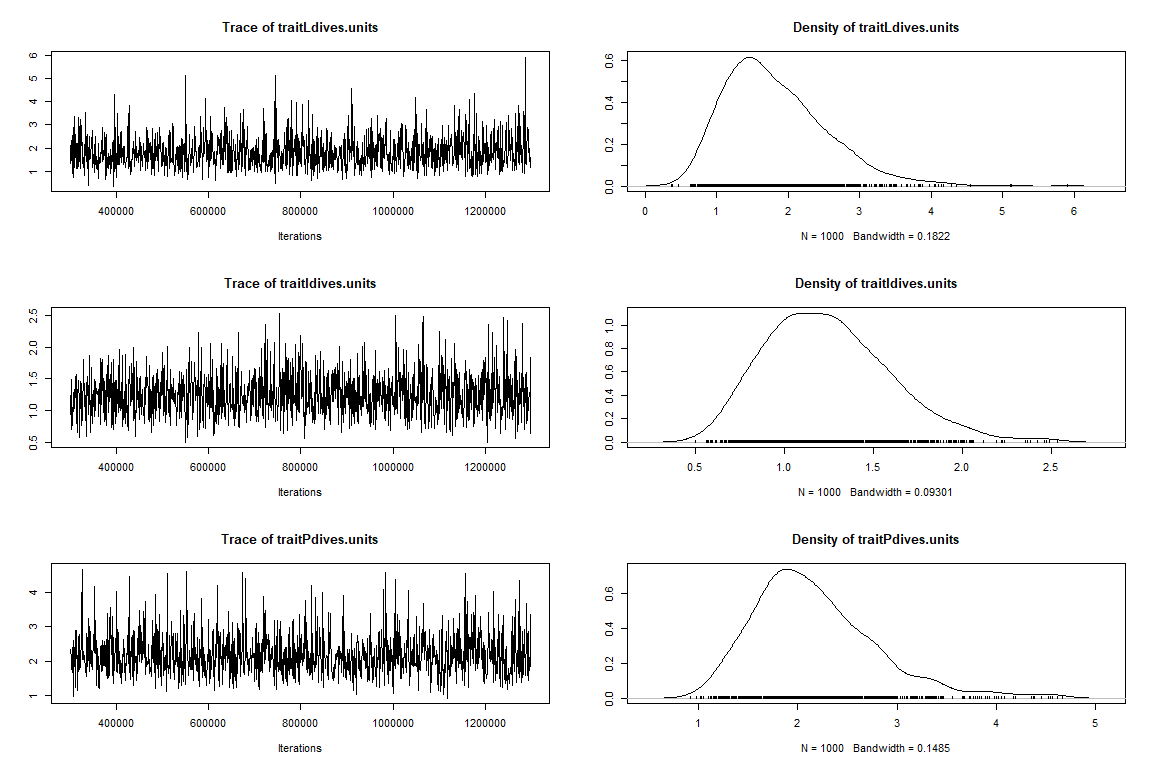 Trace of traitLdives.units
6
5
4
3
2
1
400000 600000 800000 1000000 1200000
Iterations
Density of traitLdives.units
0.6
0.4
0.2
0.0
0 1 2 3 4 5 6
N = 1000 Bandwidth = 0.1822
Trace of traitIdives.units
2.5
2.0
1.5
1.0
0.5
400000 600000 800000 1000000 1200000
Iterations
Density of traitIdives.units
1.0
0.8
0.6
0.4
0.2
0.0
0.5 1.0 1.5 2.0 2.5
N = 1000 Bandwidth = 0.09301
Trace of traitPdives.units
4
3
2
1
400000 600000 800000 1000000 1200000
Iterations
Density of traitPdives.units
0.6
0.4
0.2
0.0
1 2 3 4 5
N = 1000 Bandwidth = 0.1485